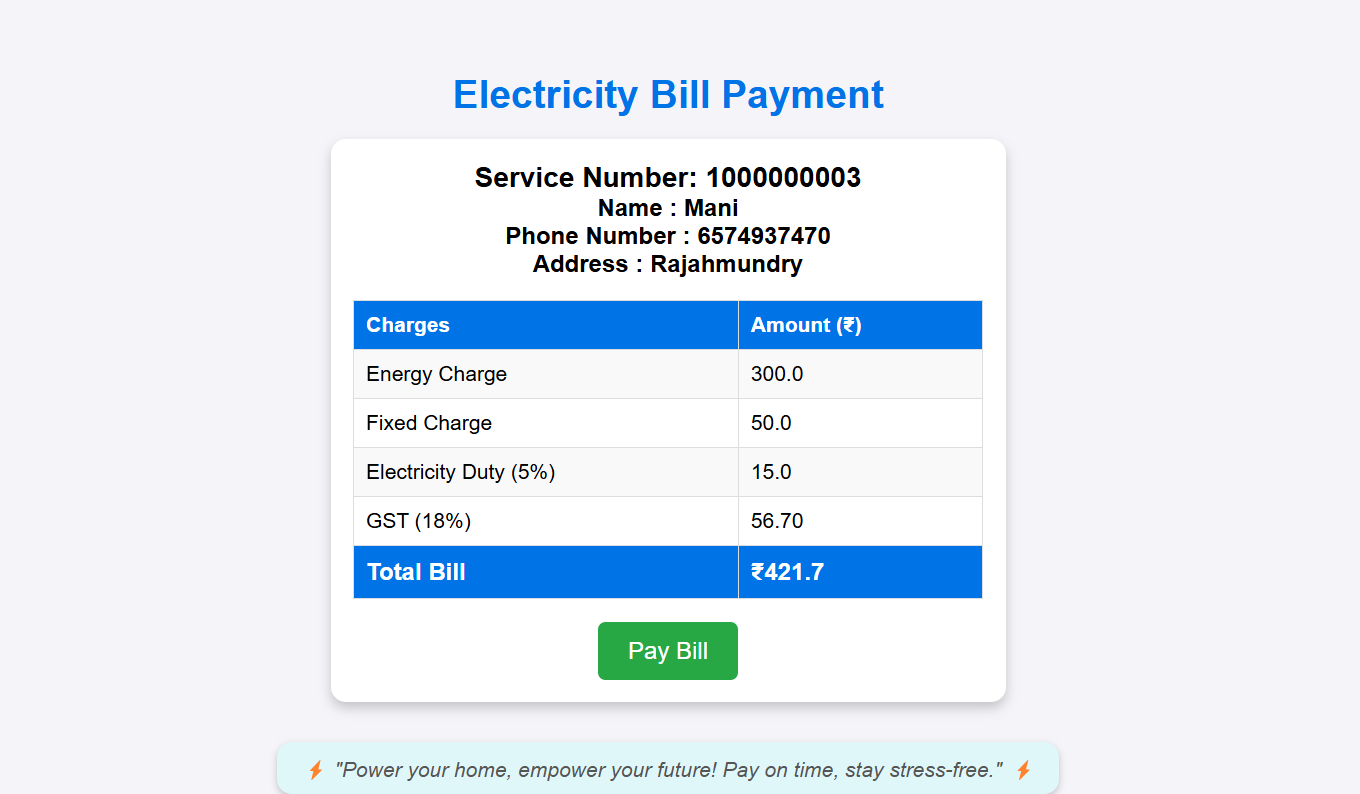 Electricity Bill Payment
Service Number: 1000000003
Name : Mani
Phone Number : 6574937470
Address : Rajahmundry
Charges Amount (₹)
Energy Charge 300.0
Fixed Charge 50.0
Electricity Duty (5%) 15.0
GST (18%) 56.70
Total Bill ₹421.7
Pay Bill
⚡ "Power your home, empower your future! Pay on time, stay stress-free." ⚡